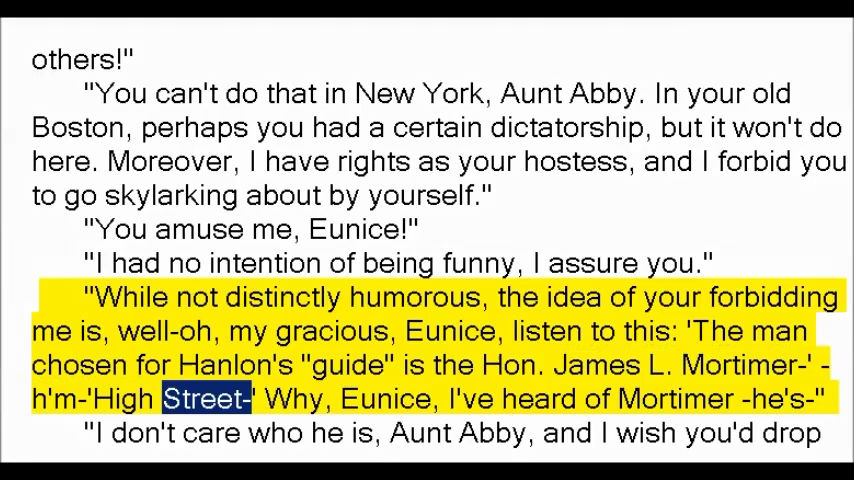 others!"
"You can't do that in New York, Aunt Abby. In your old
Boston, perhaps you had a certain dictatorship, but it won't do
here. Moreover, I have rights as your hostess, and I forbid you
to go skylarking about by yourself."
"You amuse me, Eunice!"
"I had no intention of being funny, I assure you."
"While not distinctly humorous, the idea of your forbidding
me is, well-oh, my gracious, Eunice, listen to this: 'The man
chosen for Hanlon's "guide" is the Hon. James L. Mortimer-' -
h'm-'High Street-' Why, Eunice, I've heard of Mortimer -he's-"
"I don't care who he is, Aunt Abby, and I wish you'd drop